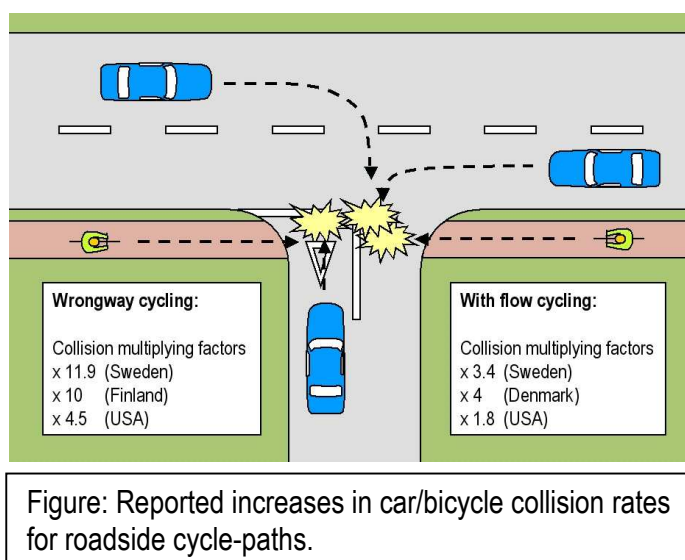 Wrongway cycling:
Collision multiplying factors
x 11.9 (Sweden)
x 10 (Finland)
x 4.5 (USA)
With flow cycling:
Collision multiplying factors
x 3.4 (Sweden)
x 4 (Denmark)
x 1.8 (USA)
Figure: Reported increases in car/bicycle collision rates
for roadside cycle-paths.